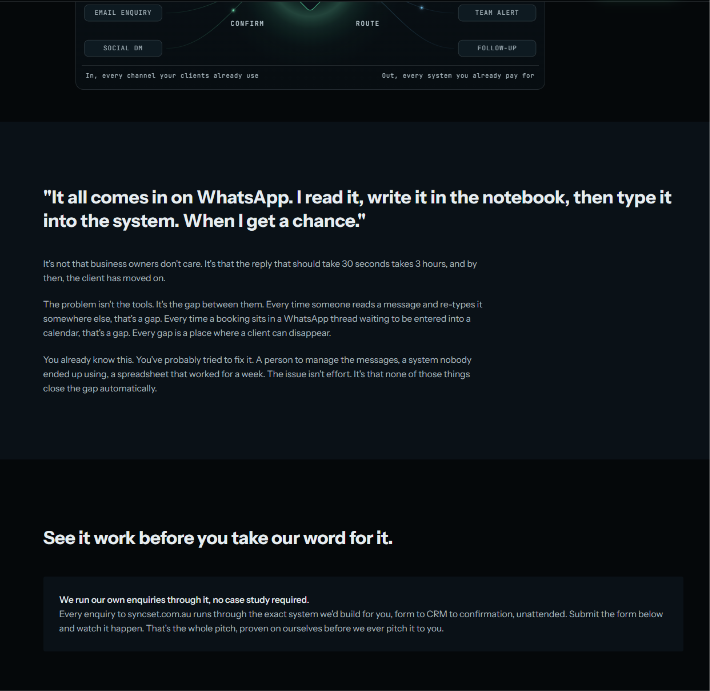 EMAIL ENQUIRY
TEAM ALERT
CONFIRM
ROUTE
SOCIAL DM
FOLLOW-UP
In, every channel your clients already use
Out, every system you already pay for
"It all comes in on WhatsApp. I read it, write it in the notebook, then type it
into the system. When I get a chance."
It's not that business owners don't care. It's that the reply that should take 30 seconds takes 3 hours, and by
then, the client has moved on.
The problem isn't the tools. It's the gap between them. Every time someone reads a message and re-types it
somewhere else, that's a gap. Every time a booking sits in a WhatsApp thread waiting to be entered into a
calendar, that's a gap. Every gap is a place where a client can disappear.
You already know this. You've probably tried to fix it. A person to manage the messages, a system nobody
ended up using, a spreadsheet that worked for a week. The issue isn't effort. It's that none of those things
close the gap automatically.
See it work before you take our word for it.
We run our own enquiries through it, no case study required.
Every enquiry to syncset.com.au runs through the exact system we'd build for you, form to CRM to confirmation, unattended. Submit the form below
and watch it happen. That's the whole pitch, proven on ourselves before we ever pitch it to you.